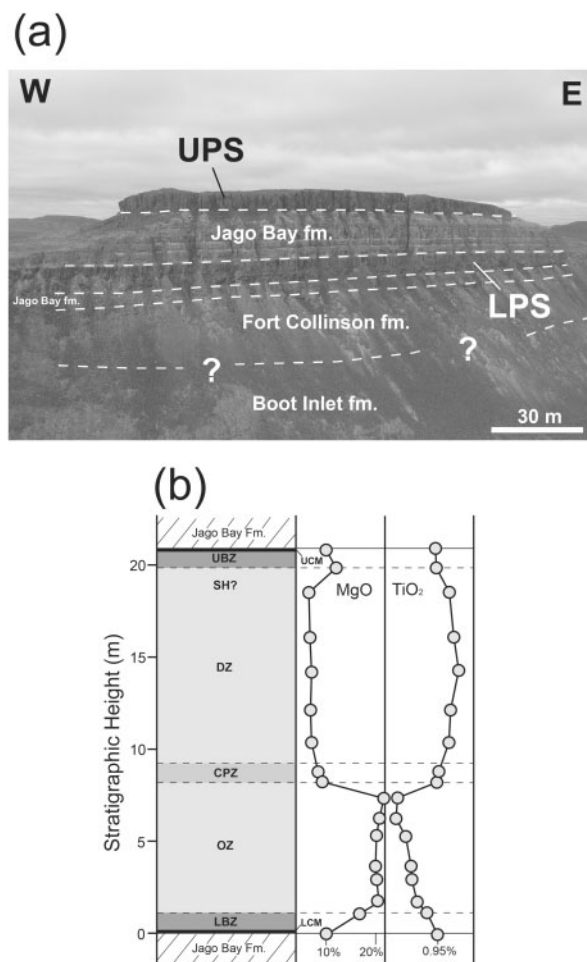 (a)
W E
UPS
Jago Bay fm.
Jago Bay fm.
LPS
Fort Collinson fm.
? ?
Boot Inlet fm.
30 m
(b)
Jago Bay Fm.
20 UBZ UCM
SH? MgO TiO₂
Stratigraphic Height (m)
15
DZ
10
CPZ
5
OZ
LBZ LCM
0
Jago Bay Fm. 10% 20% 0.95%